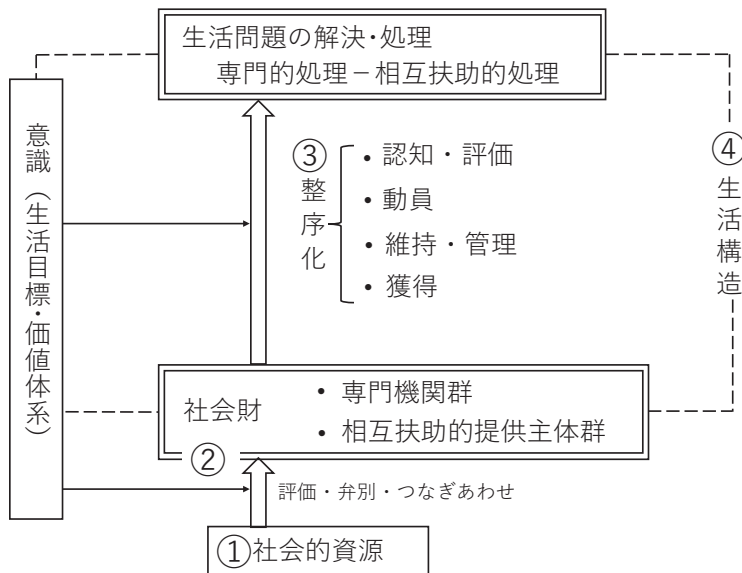 生活問題の解決・処理
専門的処理－相互扶助的処理
意識（生活目標・価値体系）
③整序化
• 認知・評価
• 動員
• 維持・管理
• 獲得
④生活構造
社会財
• 専門機関群
• 相互扶助的提供主体群
②
評価・弁別・つなぎあわせ
①社会的資源